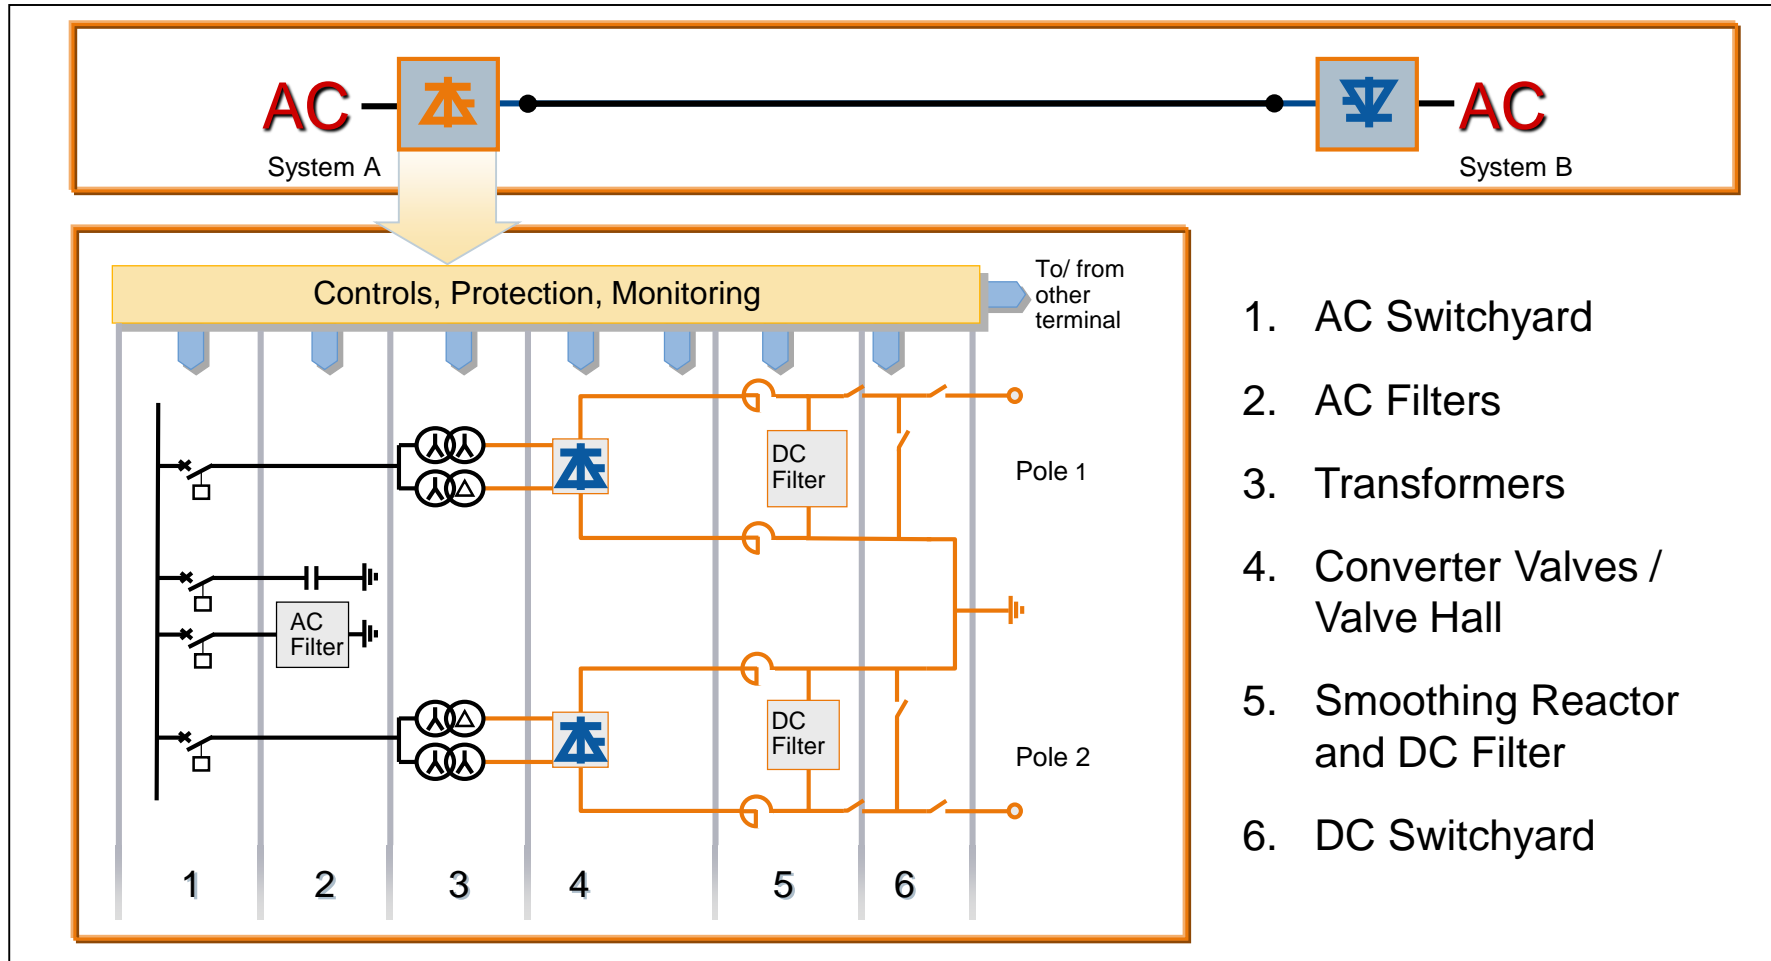 AC
System A
AC
System B
Controls, Protection, Monitoring
To/ from
other
terminal
DC
Filter
Pole 1
AC
Filter
DC
Filter
Pole 2
1 2 3 4 5 6
1. AC Switchyard
2. AC Filters
3. Transformers
4. Converter Valves /
Valve Hall
5. Smoothing Reactor
and DC Filter
6. DC Switchyard